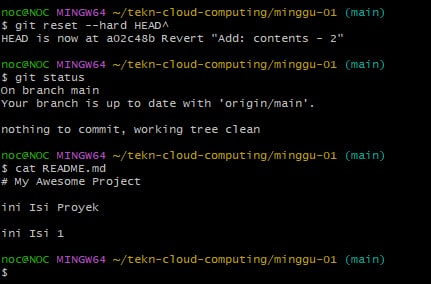 noc@NOC MINGW64 ~/tekn-cloud-computing/minggu-01 (main)
$ git reset --hard HEAD^
HEAD is now at a02c48b Revert "Add: contents - 2"
noc@NOC MINGW64 ~/tekn-cloud-computing/minggu-01 (main)
$ git status
On branch main
Your branch is up to date with 'origin/main'.
nothing to commit, working tree clean
noc@NOC MINGW64 ~/tekn-cloud-computing/minggu-01 (main)
$ cat README.md
# My Awesome Project
ini Isi Proyek
ini Isi 1
noc@NOC MINGW64 ~/tekn-cloud-computing/minggu-01 (main)
$